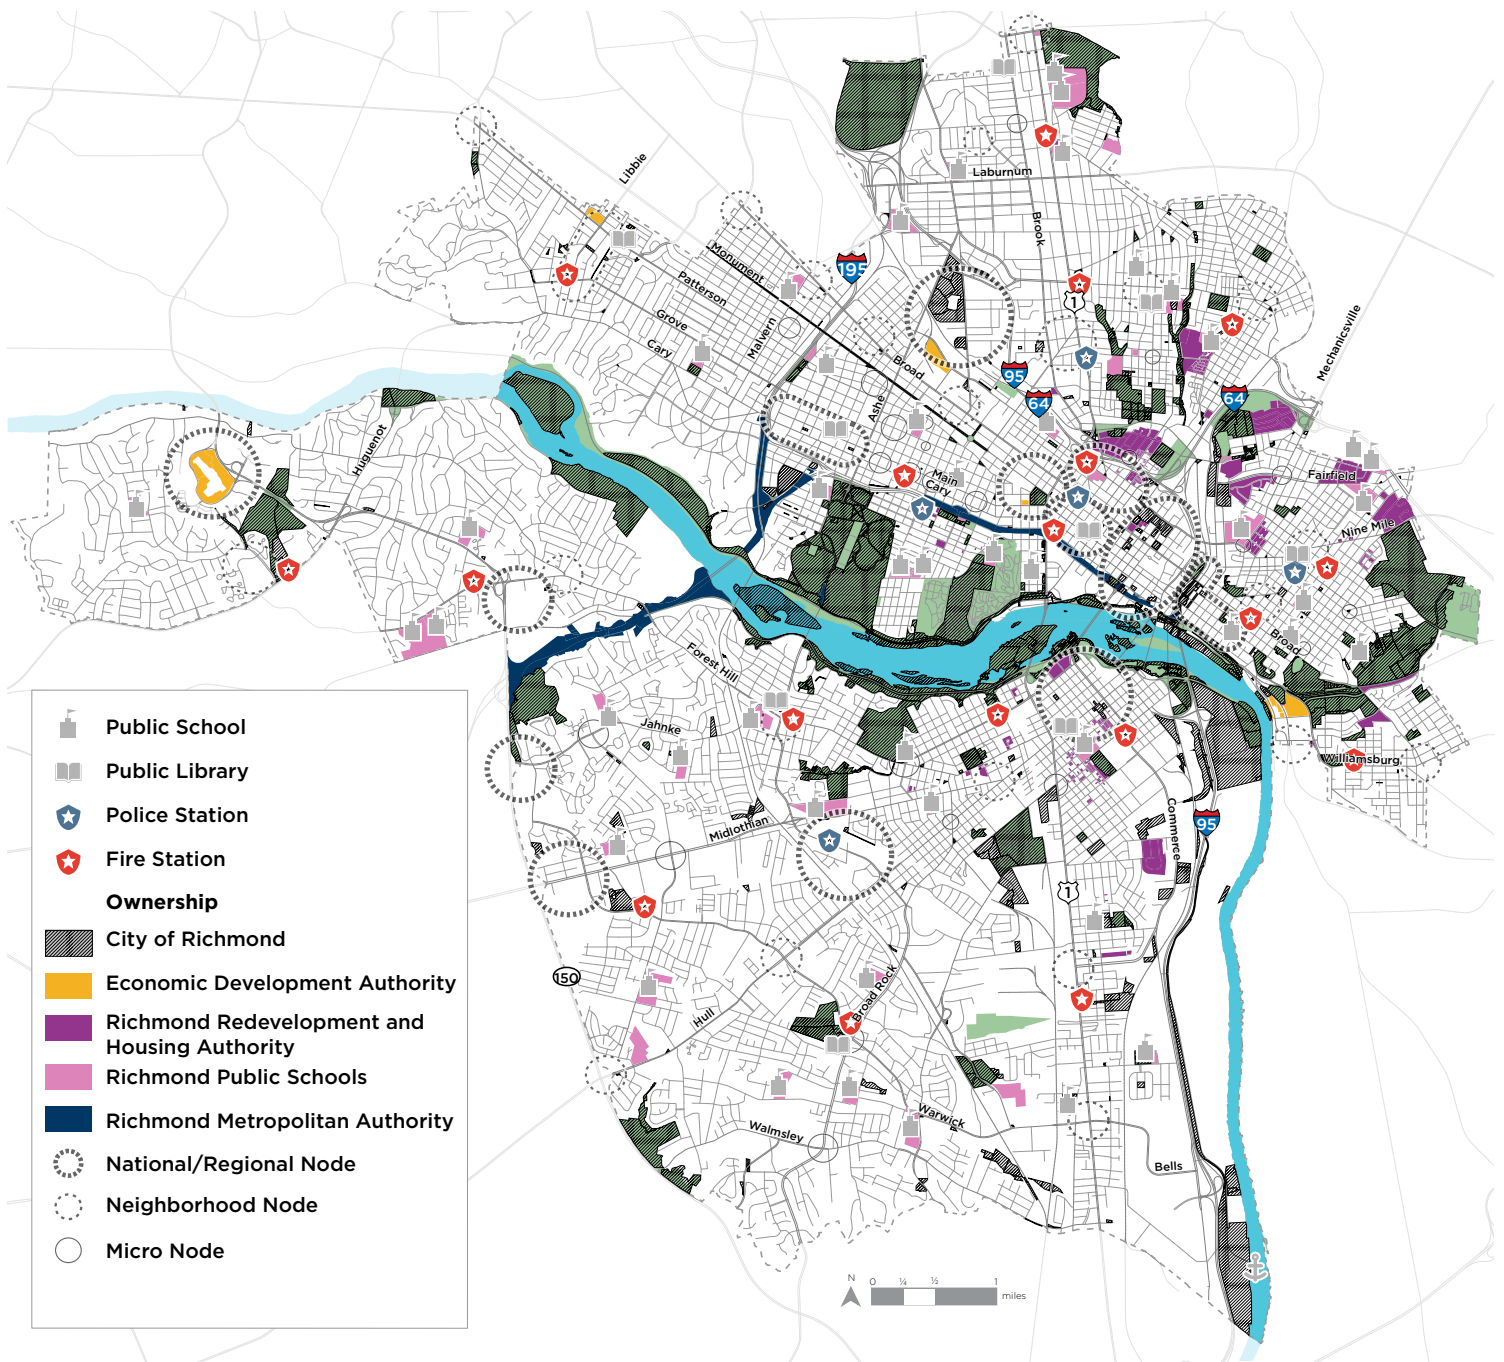 Libbie
Laburnum
Brook
195
Monument
Patterson
Grove
Cary
Malvern
Broad
Ashe
1
95
64
64
Mechanicsville
Huguenot
Main
Cary
Fairfield
Nine Mile
Broad
Forest Hill
Jahnke
Midlothian
Commerce
95
Williamsburg
1
150
Hull
Broad Rock
Walmsley
Warwick
Bells
Public School
Public Library
Police Station
Fire Station
Ownership
City of Richmond
Economic Development Authority
Richmond Redevelopment and
Housing Authority
Richmond Public Schools
Richmond Metropolitan Authority
National/Regional Node
Neighborhood Node
Micro Node
N
0 ¼ ½ 1
miles